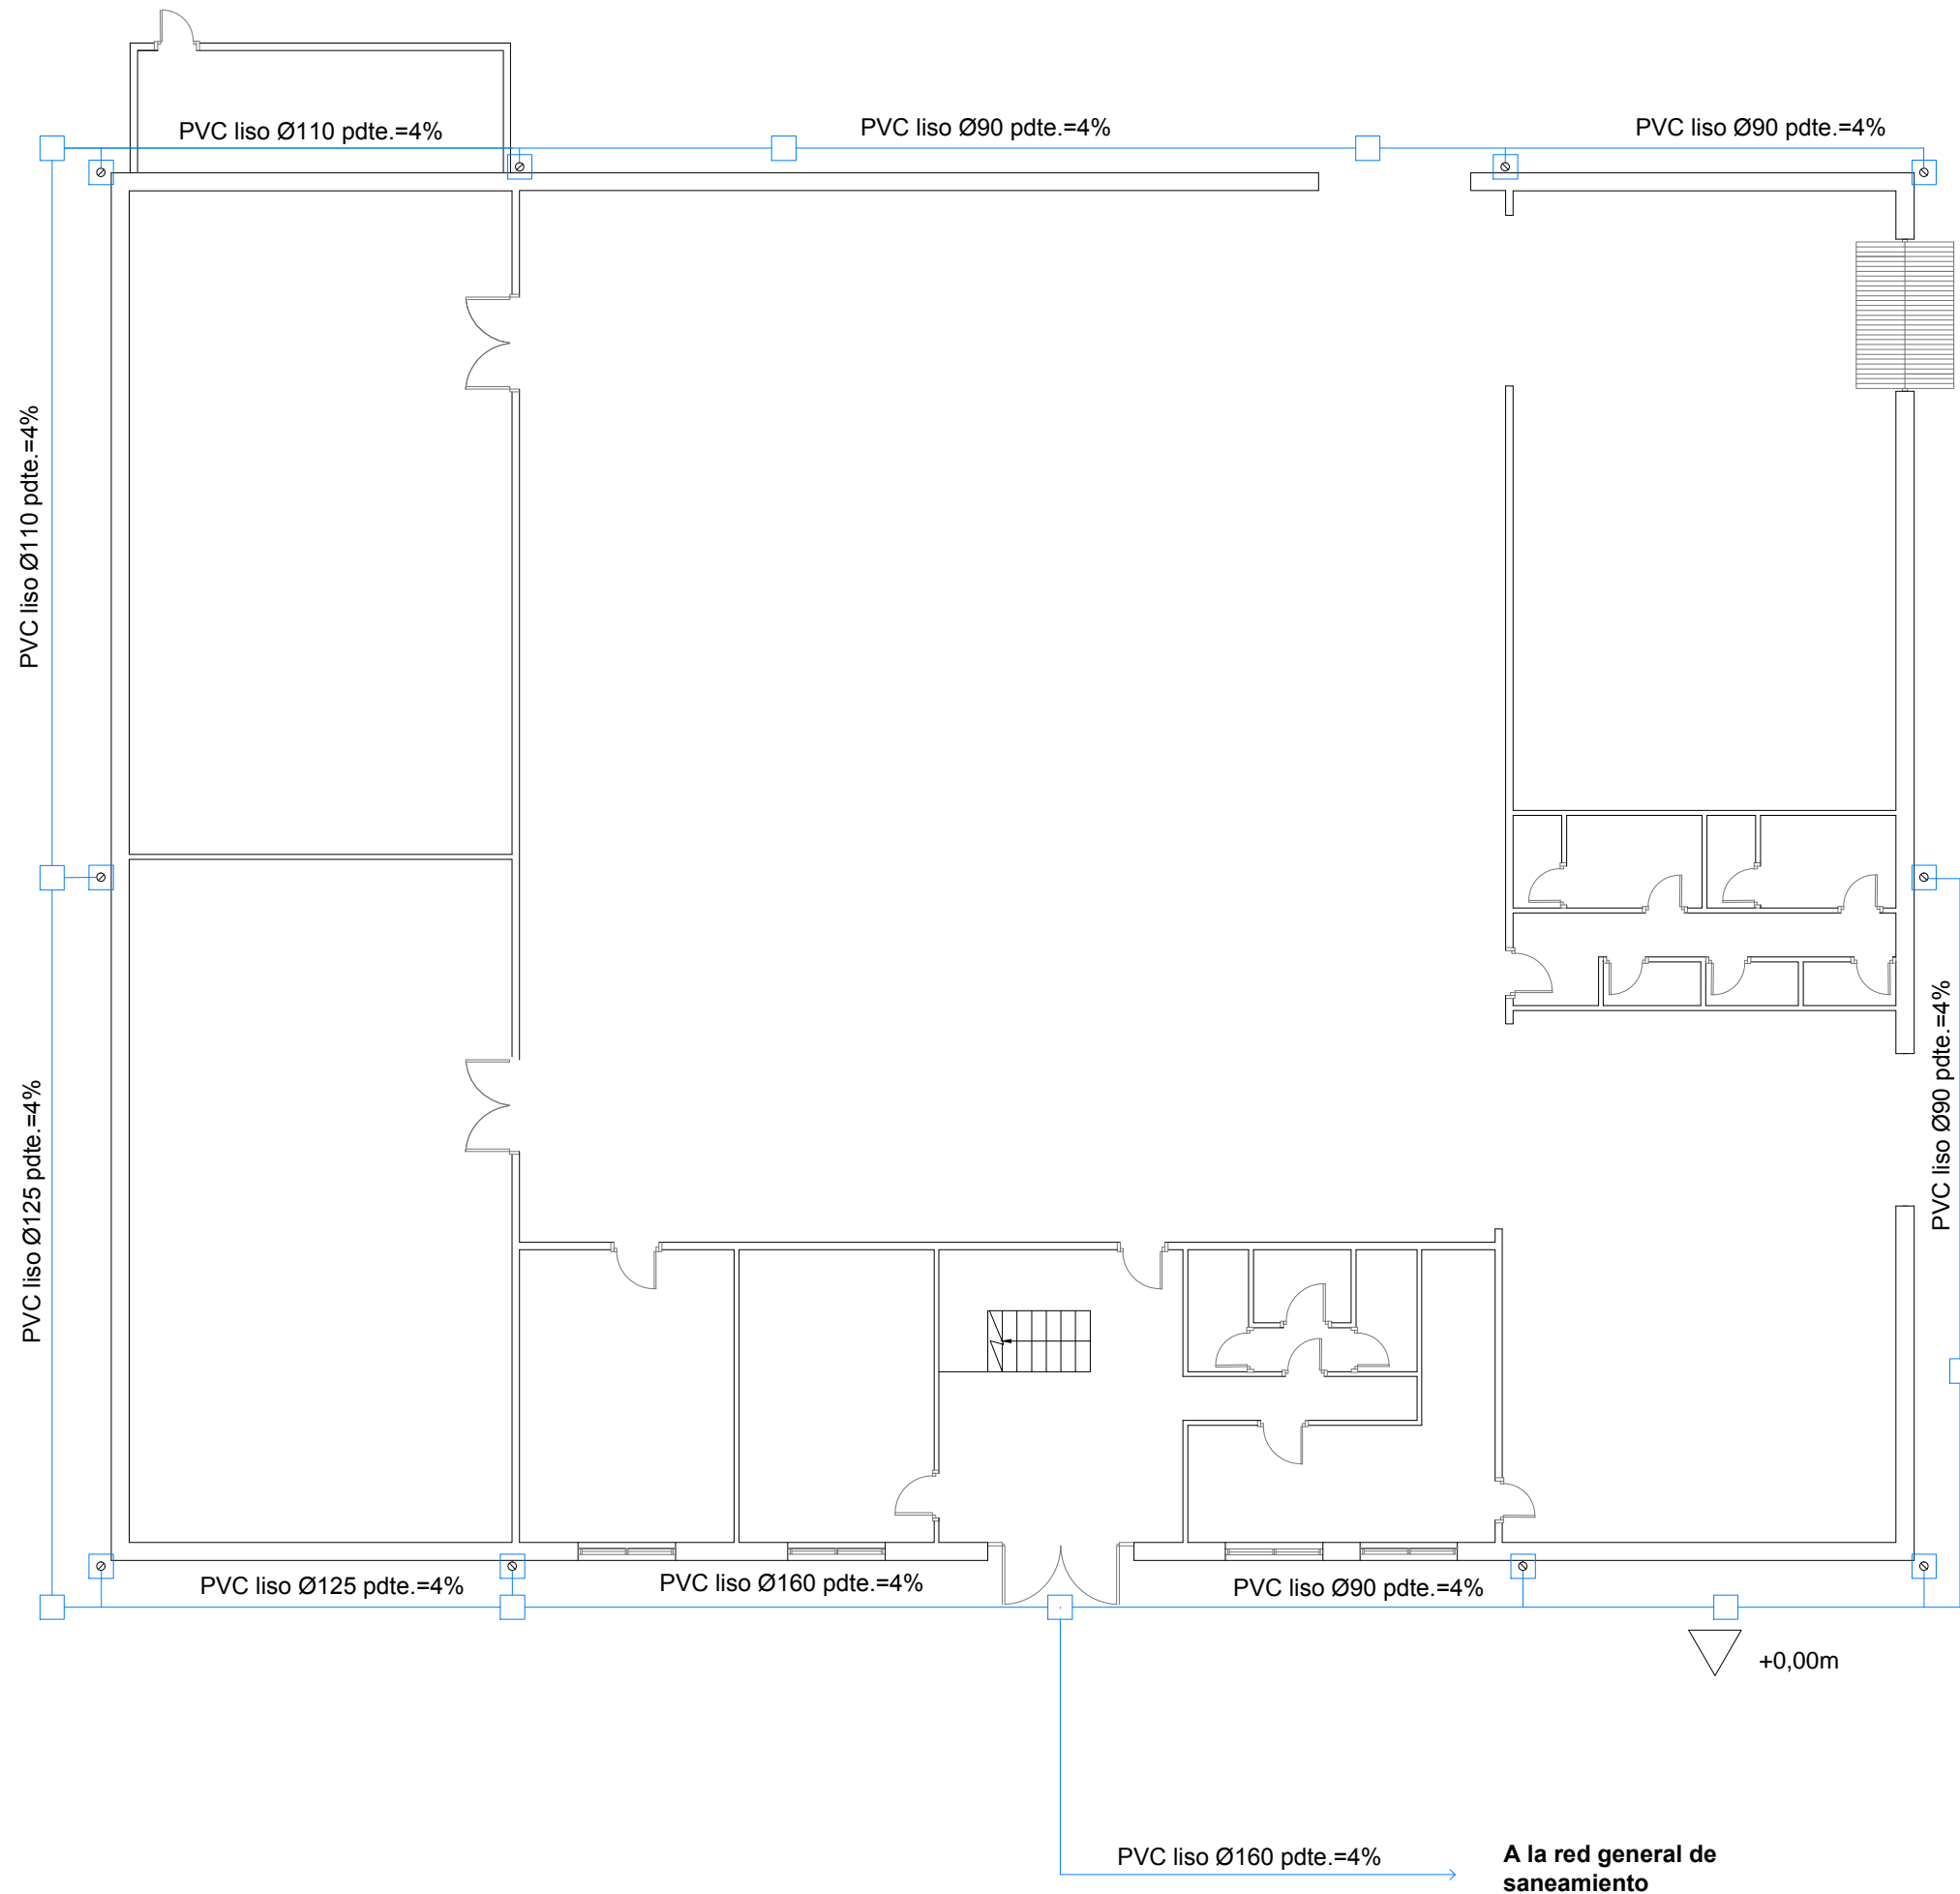 PVC liso Ø110 pdte.=4%
PVC liso Ø90 pdte.=4%
PVC liso Ø90 pdte.=4%
PVC liso Ø110 pdte.=4%
PVC liso Ø90 pdte.=4%
PVC liso Ø125 pdte.=4%
PVC liso Ø125 pdte.=4%
PVC liso Ø160 pdte.=4%
PVC liso Ø90 pdte.=4%
+0,00m
PVC liso Ø160 pdte.=4%
A la red general de
saneamiento